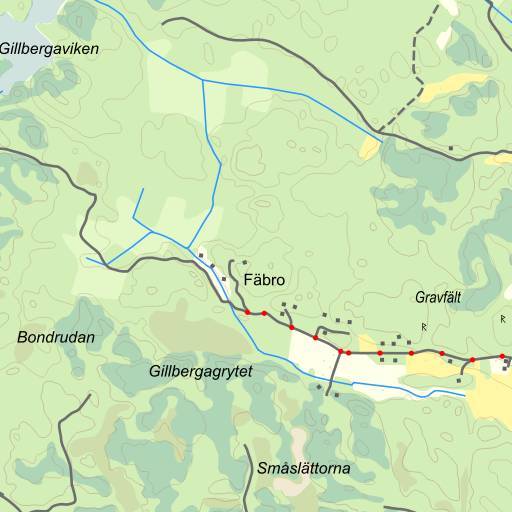 Gillbergaviken
Fäbro
Gravfält
R
R
Bondrudan
Gillbergagrytet
Småslättorna